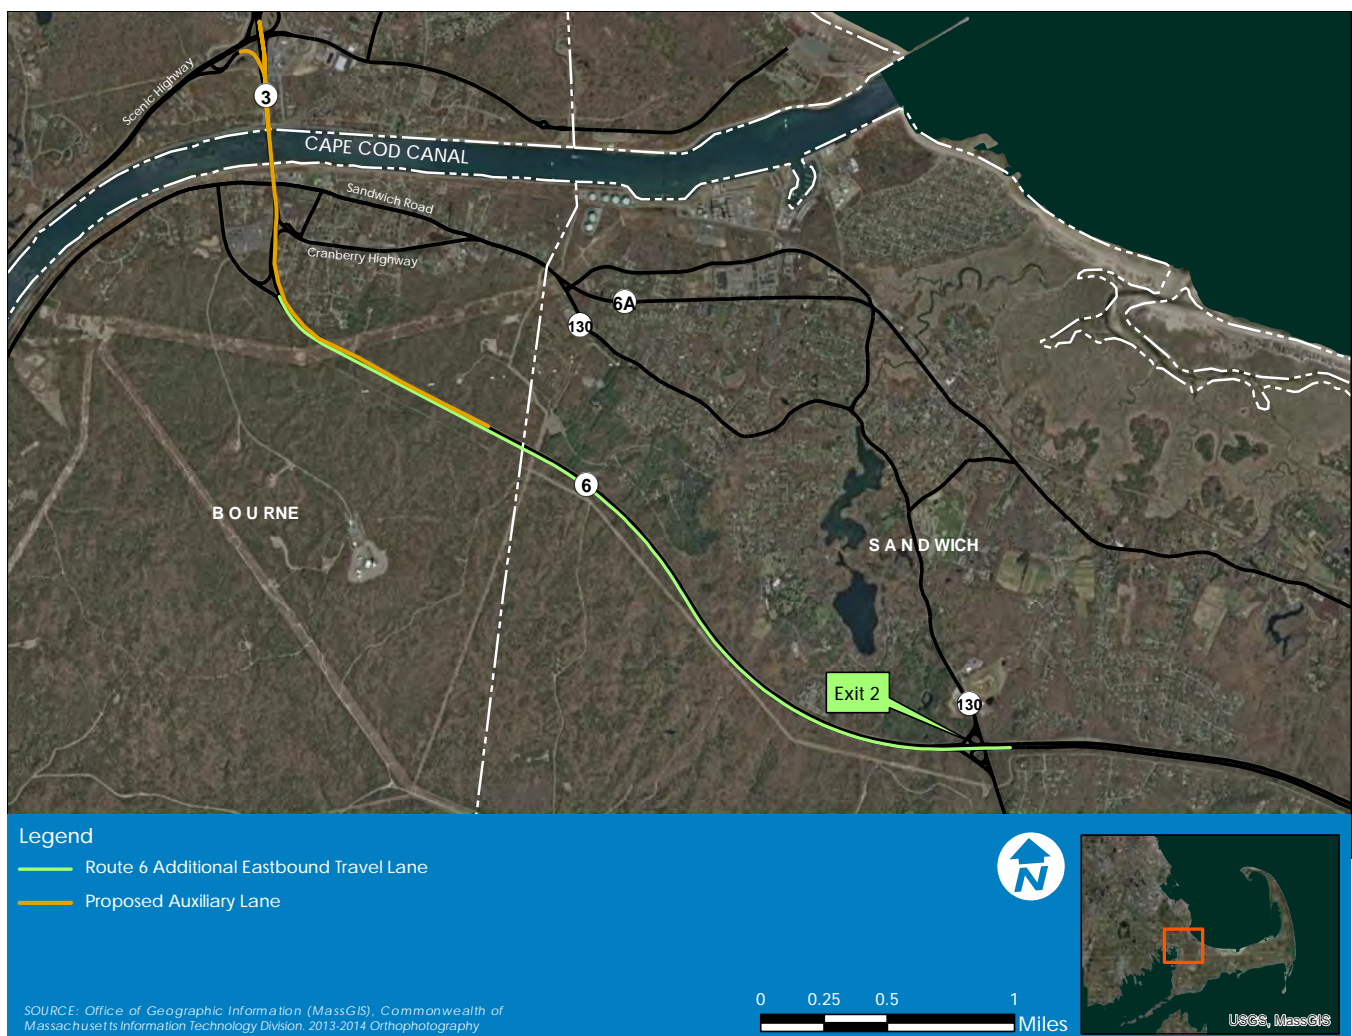 Scenic Highway
3
CAPE COD CANAL
Sandwich Road
Cranberry Highway
6A
130
6
BOURNE
SANDWICH
Exit 2
130
Legend
Route 6 Additional Eastbound Travel Lane
Proposed Auxiliary Lane
N
SOURCE: Office of Geographic Information (MassGIS), Commonwealth of
Massachusetts Information Technology Division. 2013-2014 Orthophotography
0 0.25 0.5 1
Miles
USGS, MassGIS